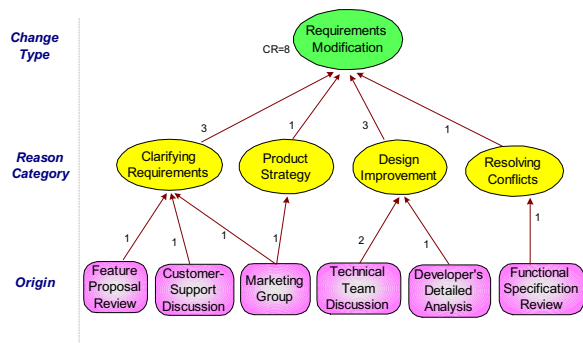 Change
Type
CR=8
Requirements
Modification
3
1
3
1
Reason
Category
Clarifying
Requirements
Product
Strategy
Design
Improvement
Resolving
Conflicts
1
1
1
1
2
1
1
Origin
Feature
Proposal
Review
Customer-
Support
Discussion
Marketing
Group
Technical
Team
Discussion
Developer's
Detailed
Analysis
Functional
Specification
Review